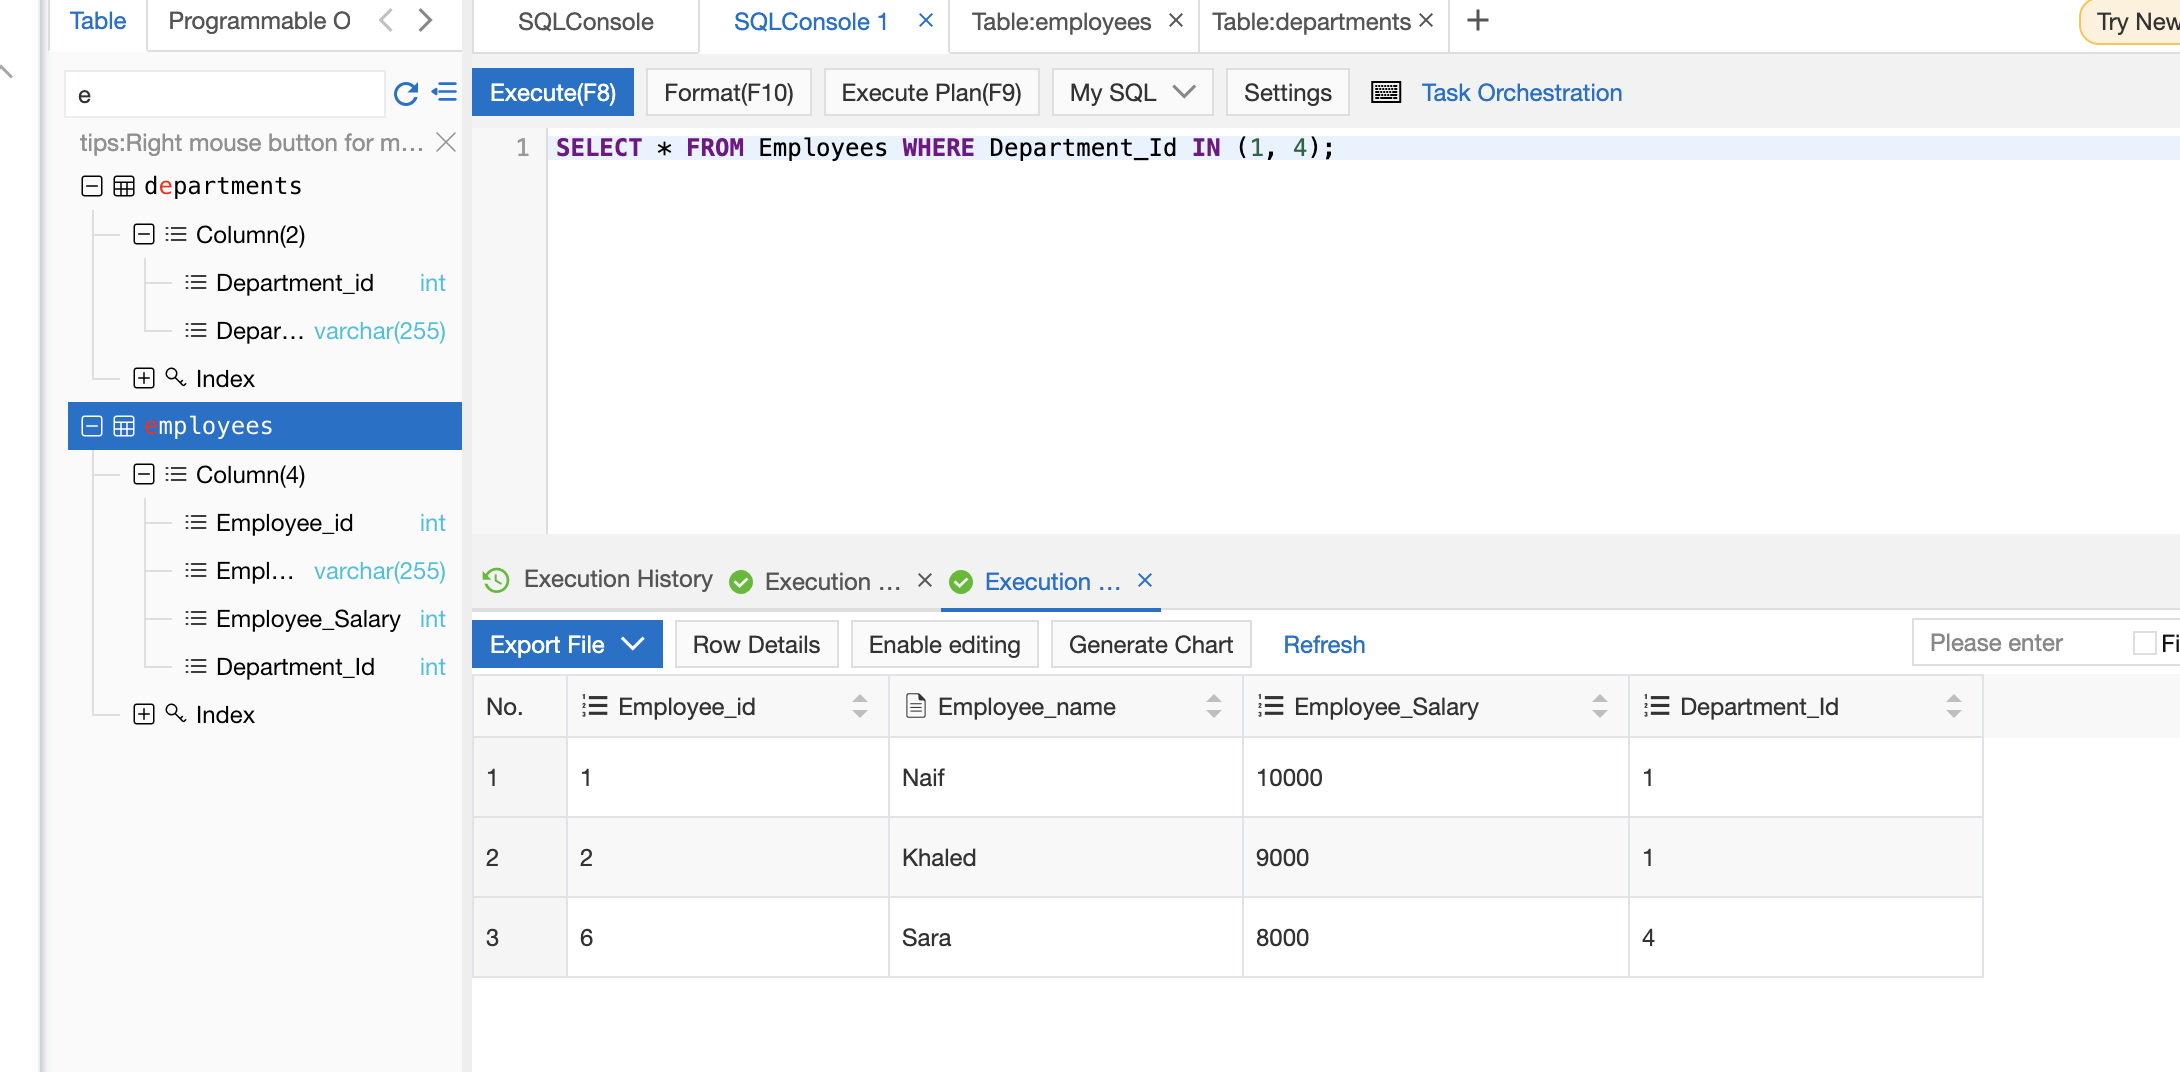 Table
Programmable O
SQLConsole
SQLConsole 1
Table:employees
Table:departments
Try New
e
Execute(F8)
Format(F10)
Execute Plan(F9)
My SQL
Settings
Task Orchestration
tips:Right mouse button for m...
1 SELECT * FROM Employees WHERE Department_Id IN (1, 4);
departments
Column(2)
Department_id int
Depar... varchar(255)
Index
employees
Column(4)
Employee_id int
Empl... varchar(255)
Employee_Salary int
Department_Id int
Index
Execution History
Execution ...
Execution ...
Export File
Row Details
Enable editing
Generate Chart
Refresh
Please enter
Fi
No. Employee_id Employee_name Employee_Salary Department_Id
1 1 Naif 10000 1
2 2 Khaled 9000 1
3 6 Sara 8000 4